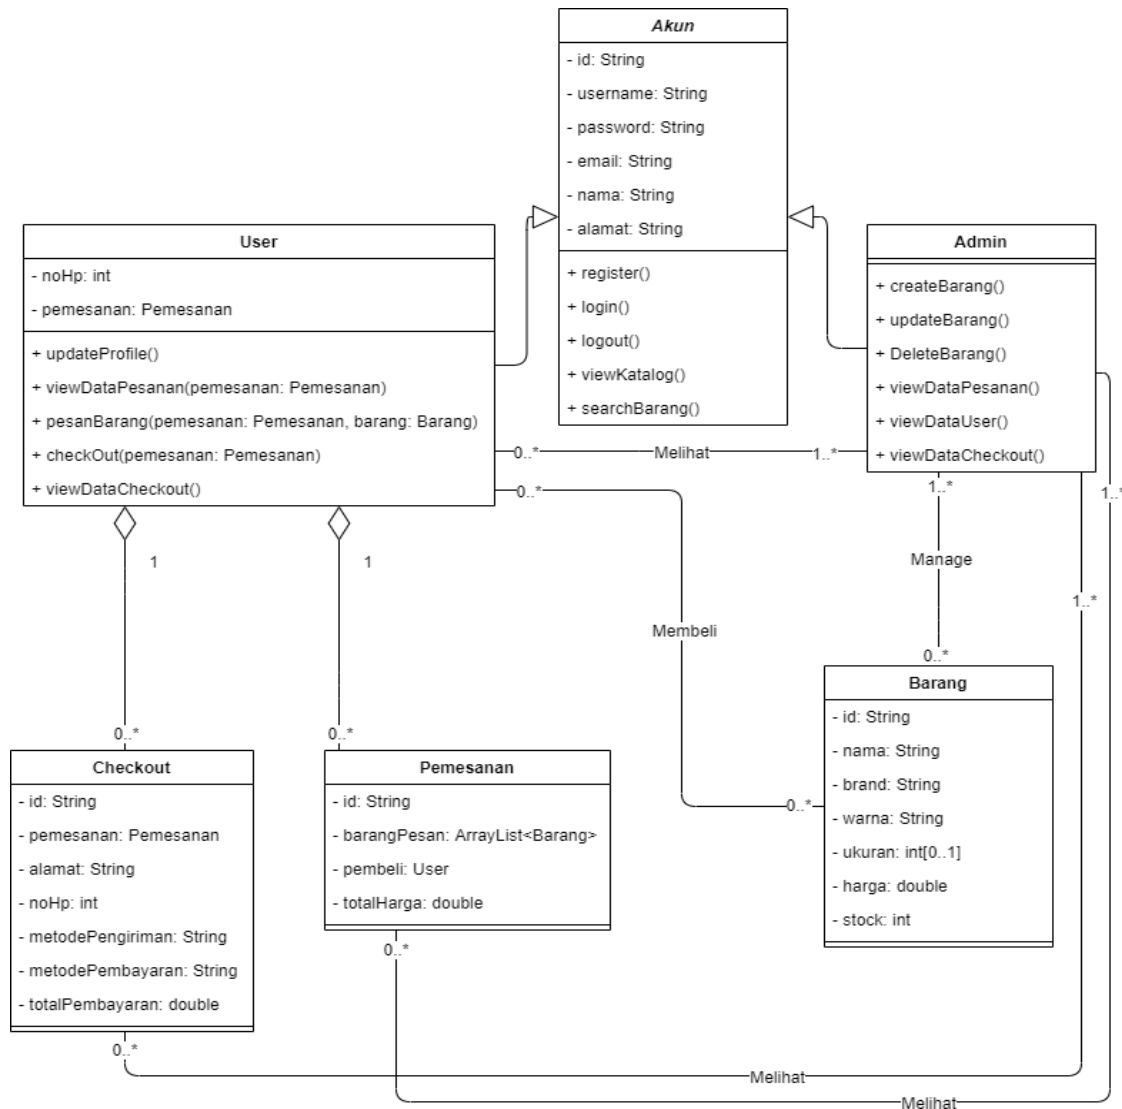 Akun
- id: String
- username: String
- password: String
- email: String
- nama: String
- alamat: String
+ register()
+ login()
+ logout()
+ viewKatalog()
+ searchBarang()
User
- noHp: int
- pemesanan: Pemesanan
+ updateProfile()
+ viewDataPesanan(pemesanan: Pemesanan)
+ pesanBarang(pemesanan: Pemesanan, barang: Barang)
+ checkOut(pemesanan: Pemesanan)
+ viewDataCheckout()
Admin
+ createBarang()
+ updateBarang()
+ DeleteBarang()
+ viewDataPesanan()
+ viewDataUser()
+ viewDataCheckout()
0..* Melihat 1..*
0..*
1..*
1..*
1
1
Manage
1..*
Membeli
0..*
0..*
0..*
0..*
Barang
- id: String
- nama: String
- brand: String
- warna: String
- ukuran: int[0..1]
- harga: double
- stock: int
Checkout
- id: String
- pemesanan: Pemesanan
- alamat: String
- noHp: int
- metodePengiriman: String
- metodePembayaran: String
- totalPembayaran: double
Pemesanan
- id: String
- barangPesan: ArrayList<Barang>
- pembeli: User
- totalHarga: double
0..*
0..*
Melihat
Melihat